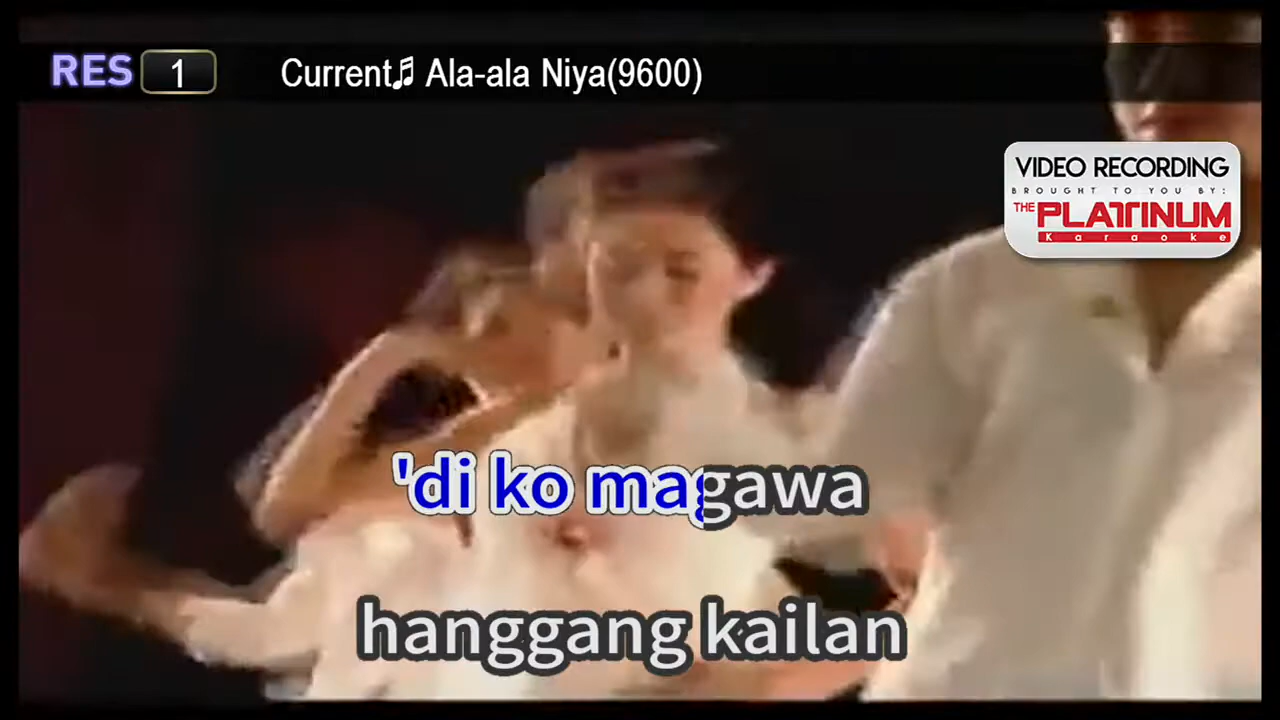 RES 1 Current♫ Ala-ala Niya(9600)
VIDEO RECORDING
BROUGHT TO YOU BY:
THE PLATINUM
Karaoke
'di ko magawa
hanggang kailan